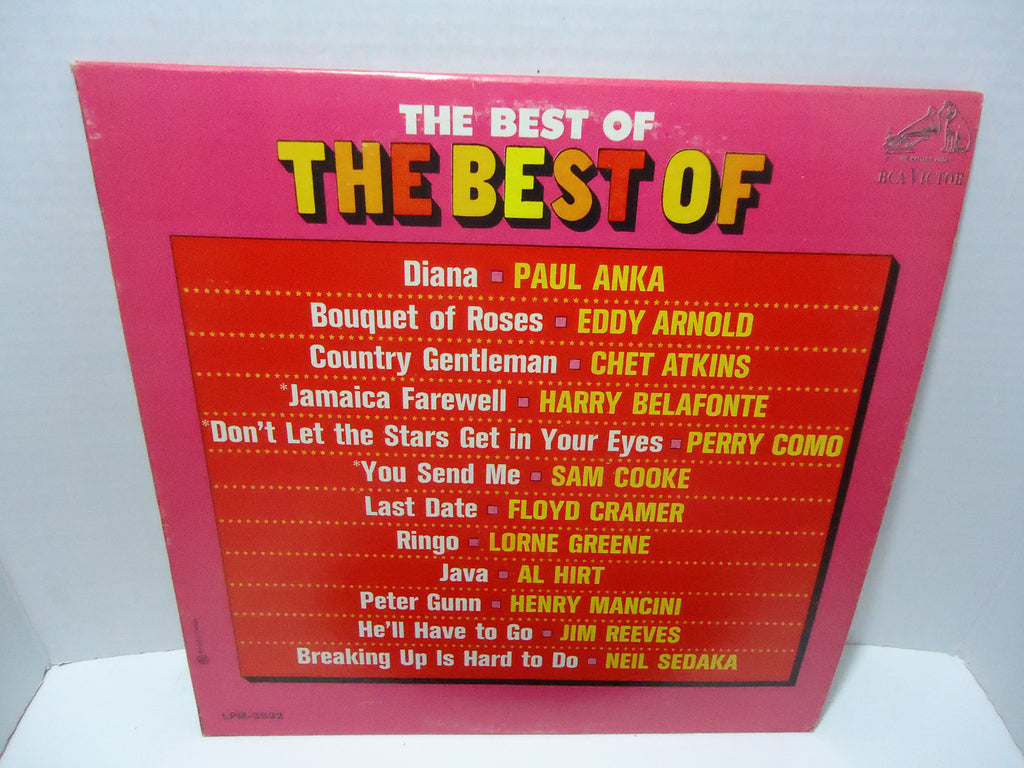 THE BEST OF
THE BEST OF
RCA VICTOR
Diana ▪ PAUL ANKA
Bouquet of Roses ▪ EDDY ARNOLD
Country Gentleman ▪ CHET ATKINS
*Jamaica Farewell ▪ HARRY BELAFONTE
*Don't Let the Stars Get in Your Eyes ▪ PERRY COMO
*You Send Me ▪ SAM COOKE
Last Date ▪ FLOYD CRAMER
Ringo ▪ LORNE GREENE
Java ▪ AL HIRT
Peter Gunn ▪ HENRY MANCINI
He'll Have to Go ▪ JIM REEVES
Breaking Up Is Hard to Do ▪ NEIL SEDAKA
LPM-3632